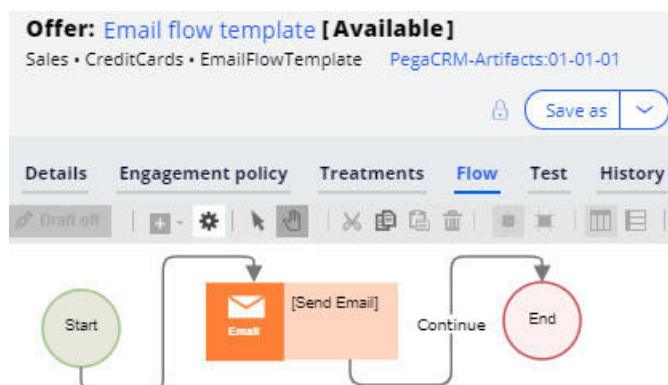 Offer: Email flow template [Available]
Sales • CreditCards • EmailFlowTemplate PegaCRM-Artifacts:01-01-01
Save as
Details Engagement policy Treatments Flow Test History
Draft off
[Send Email]
Start
Email
Continue
End